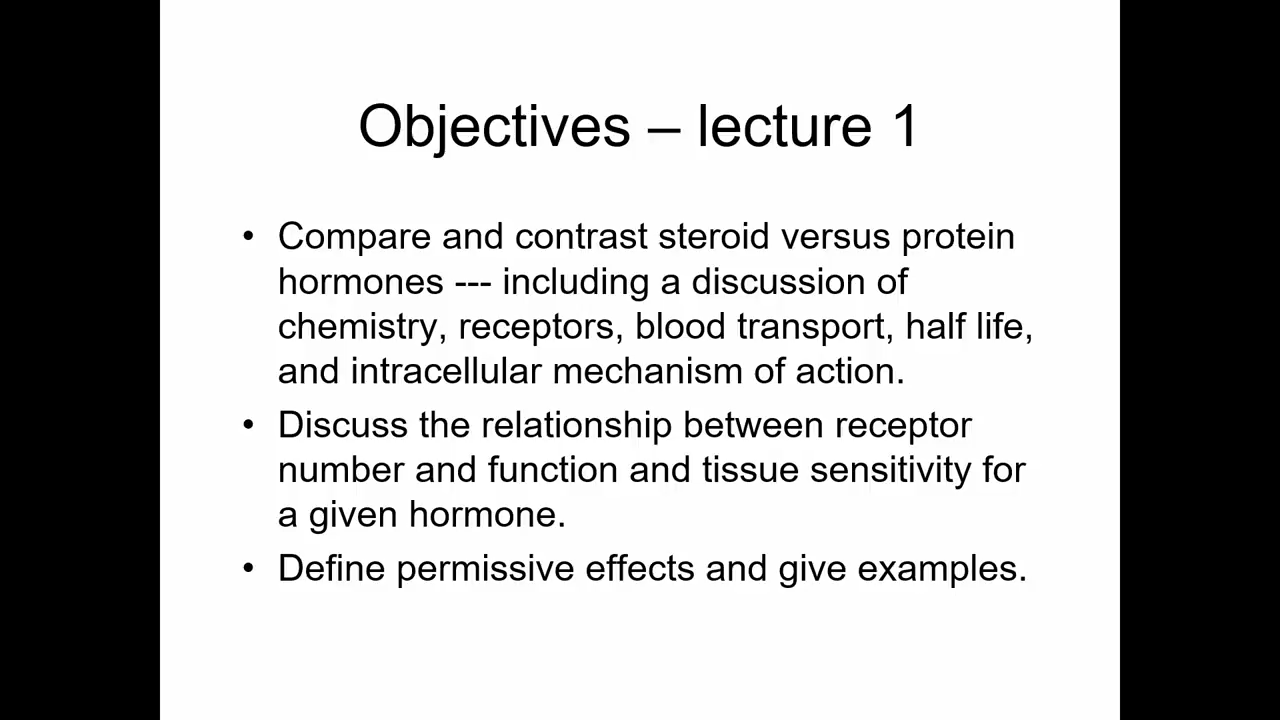 Objectives – lecture 1
• Compare and contrast steroid versus protein
hormones --- including a discussion of
chemistry, receptors, blood transport, half life,
and intracellular mechanism of action.
• Discuss the relationship between receptor
number and function and tissue sensitivity for
a given hormone.
• Define permissive effects and give examples.